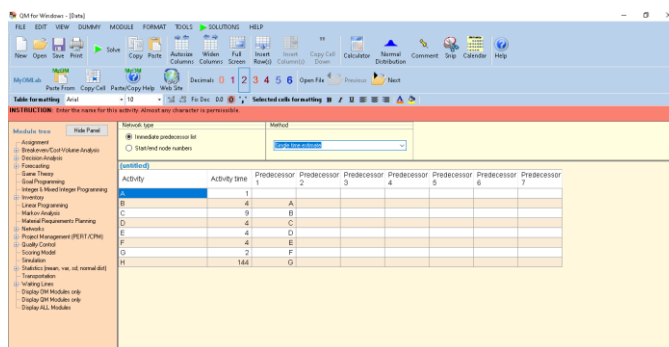 QM for Windows - [Data]
FILE EDIT VIEW DUMMY MODULE FORMAT TOOLS SOLUTIONS HELP
New Open Save Print Solve Copy Paste Autosize Columns Widen Columns Full Screen Insert Row(s) Insert Column(s) Copy Cell Down Calculator Normal Distribution Comment Snip Calendar Help
MyOMLab Paste From Copy Cell Paste/Copy Help Web Site Decimals 0 1 2 3 4 5 6 Open File Previous Next
Table formatting Arial 10 Fix Dec 0.0 0 Selected cells formatting B I U
INSTRUCTION: Enter the name for this activity. Almost any character is permissible.
Module tree Hide Panel
Assignment
Breakeven/Cost-Volume Analysis
Decision Analysis
Forecasting
Game Theory
Goal Programming
Integer & Mixed Integer Programming
Inventory
Linear Programming
Markov Analysis
Material Requirements Planning
Networks
Project Management (PERT/CPM)
Quality Control
Scoring Model
Simulation
Statistics (mean, var, sd, normal dist)
Transportation
Waiting Lines
Display OM Modules only
Display QM Modules only
Display ALL Modules
Network type
Immediate predecessor list
Start/end node numbers
Method
Single time estimate
(untitled)
Activity Activity time Predecessor 1 Predecessor 2 Predecessor 3 Predecessor 4 Predecessor 5 Predecessor 6 Predecessor 7
A 1
B 4 A
C 9 B
D 4 C
E 4 D
F 4 E
G 2 F
H 144 G